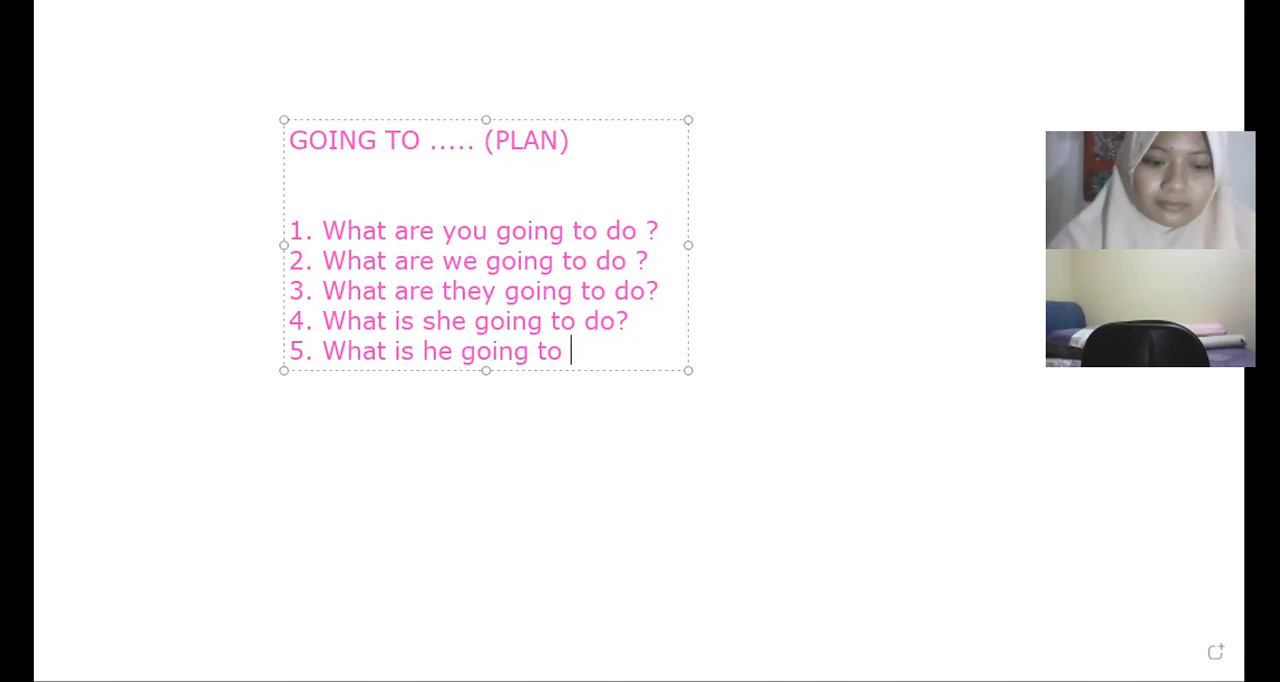 GOING TO ..... (PLAN)
1. What are you going to do ?
2. What are we going to do ?
3. What are they going to do?
4. What is she going to do?
5. What is he going to